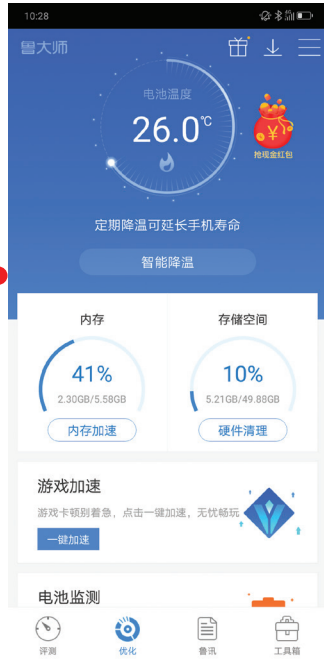 10:28
鲁大师
电池温度
26.0℃
¥
抢现金红包
定期降温可延长手机寿命
智能降温
内存
存储空间
41%
10%
2.30GB/5.58GB
5.21GB/49.88GB
内存加速
硬件清理
游戏加速
游戏卡顿别着急，点击一键加速，无忧畅玩
一键加速
电池监测
评测
优化
鲁讯
工具箱